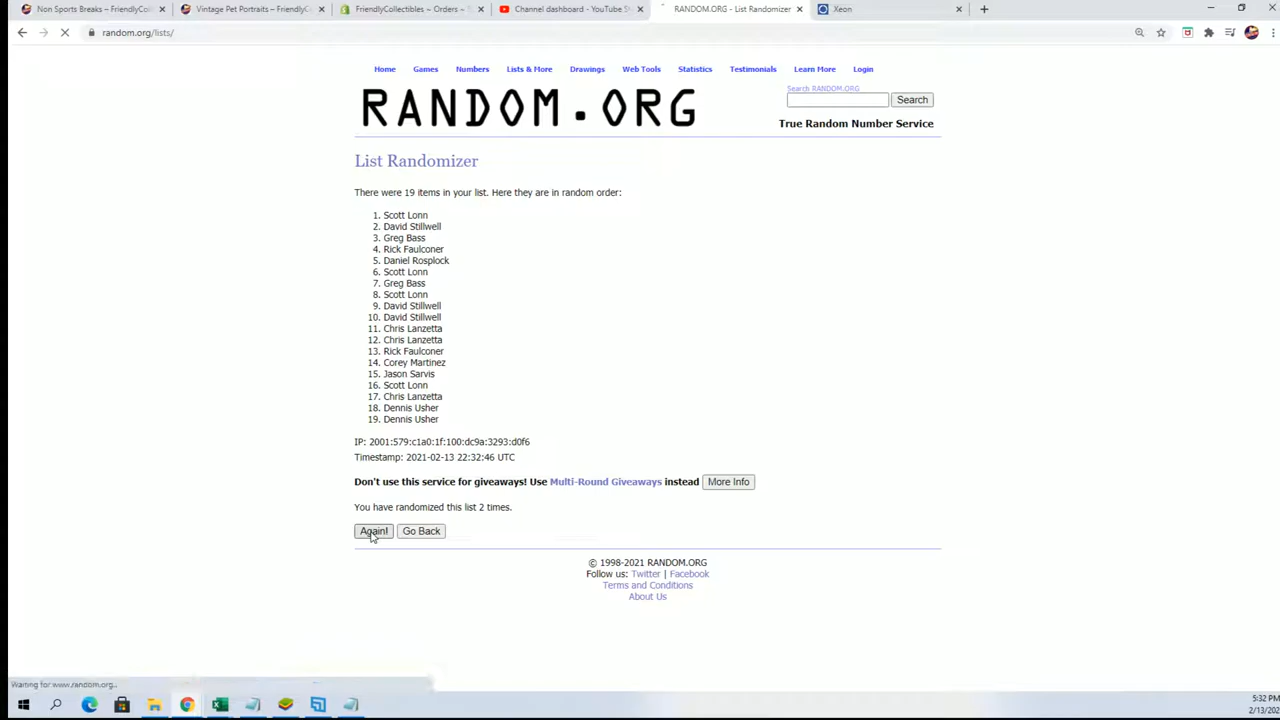 Non Sports Breaks – FriendlyColl
Vintage Pet Portraits – FriendlyC
FriendlyCollectibles ~ Orders ~
Channel dashboard - YouTube St
RANDOM.ORG - List Randomizer
Xeon
random.org/lists/
Home Games Numbers Lists & More Drawings Web Tools Statistics Testimonials Learn More Login
RANDOM.ORG
Search RANDOM.ORG
Search
True Random Number Service
List Randomizer
There were 19 items in your list. Here they are in random order:
1. Scott Lonn
2. David Stillwell
3. Greg Bass
4. Rick Faulconer
5. Daniel Rosplock
6. Scott Lonn
7. Greg Bass
8. Scott Lonn
9. David Stillwell
10. David Stillwell
11. Chris Lanzetta
12. Chris Lanzetta
13. Rick Faulconer
14. Corey Martinez
15. Jason Sarvis
16. Scott Lonn
17. Chris Lanzetta
18. Dennis Usher
19. Dennis Usher
IP: 2001:579:c1a0:1f:100:dc9a:3293:d0f6
Timestamp: 2021-02-13 22:32:46 UTC
Don't use this service for giveaways! Use Multi-Round Giveaways instead More Info
You have randomized this list 2 times.
Again! Go Back
© 1998-2021 RANDOM.ORG
Follow us: Twitter | Facebook
Terms and Conditions
About Us
Waiting for www.random.org...
5:32 PM
2/13/202